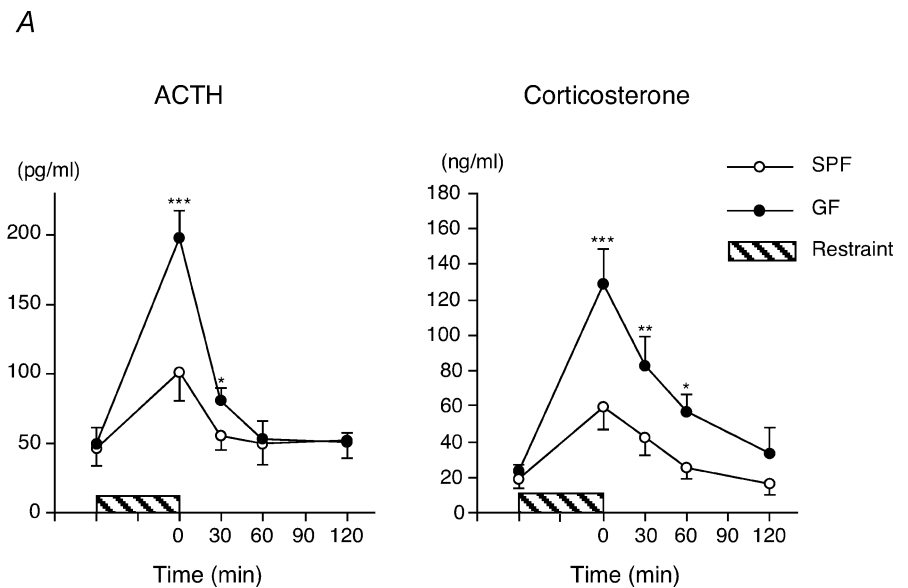 A
ACTH
(pg/ml)
200
150
100
50
0
***
*
0 30 60 90 120
Time (min)
Corticosterone
(ng/ml)
180
160
140
120
100
80
60
40
20
0
***
**
*
0 30 60 90 120
Time (min)
SPF
GF
Restraint